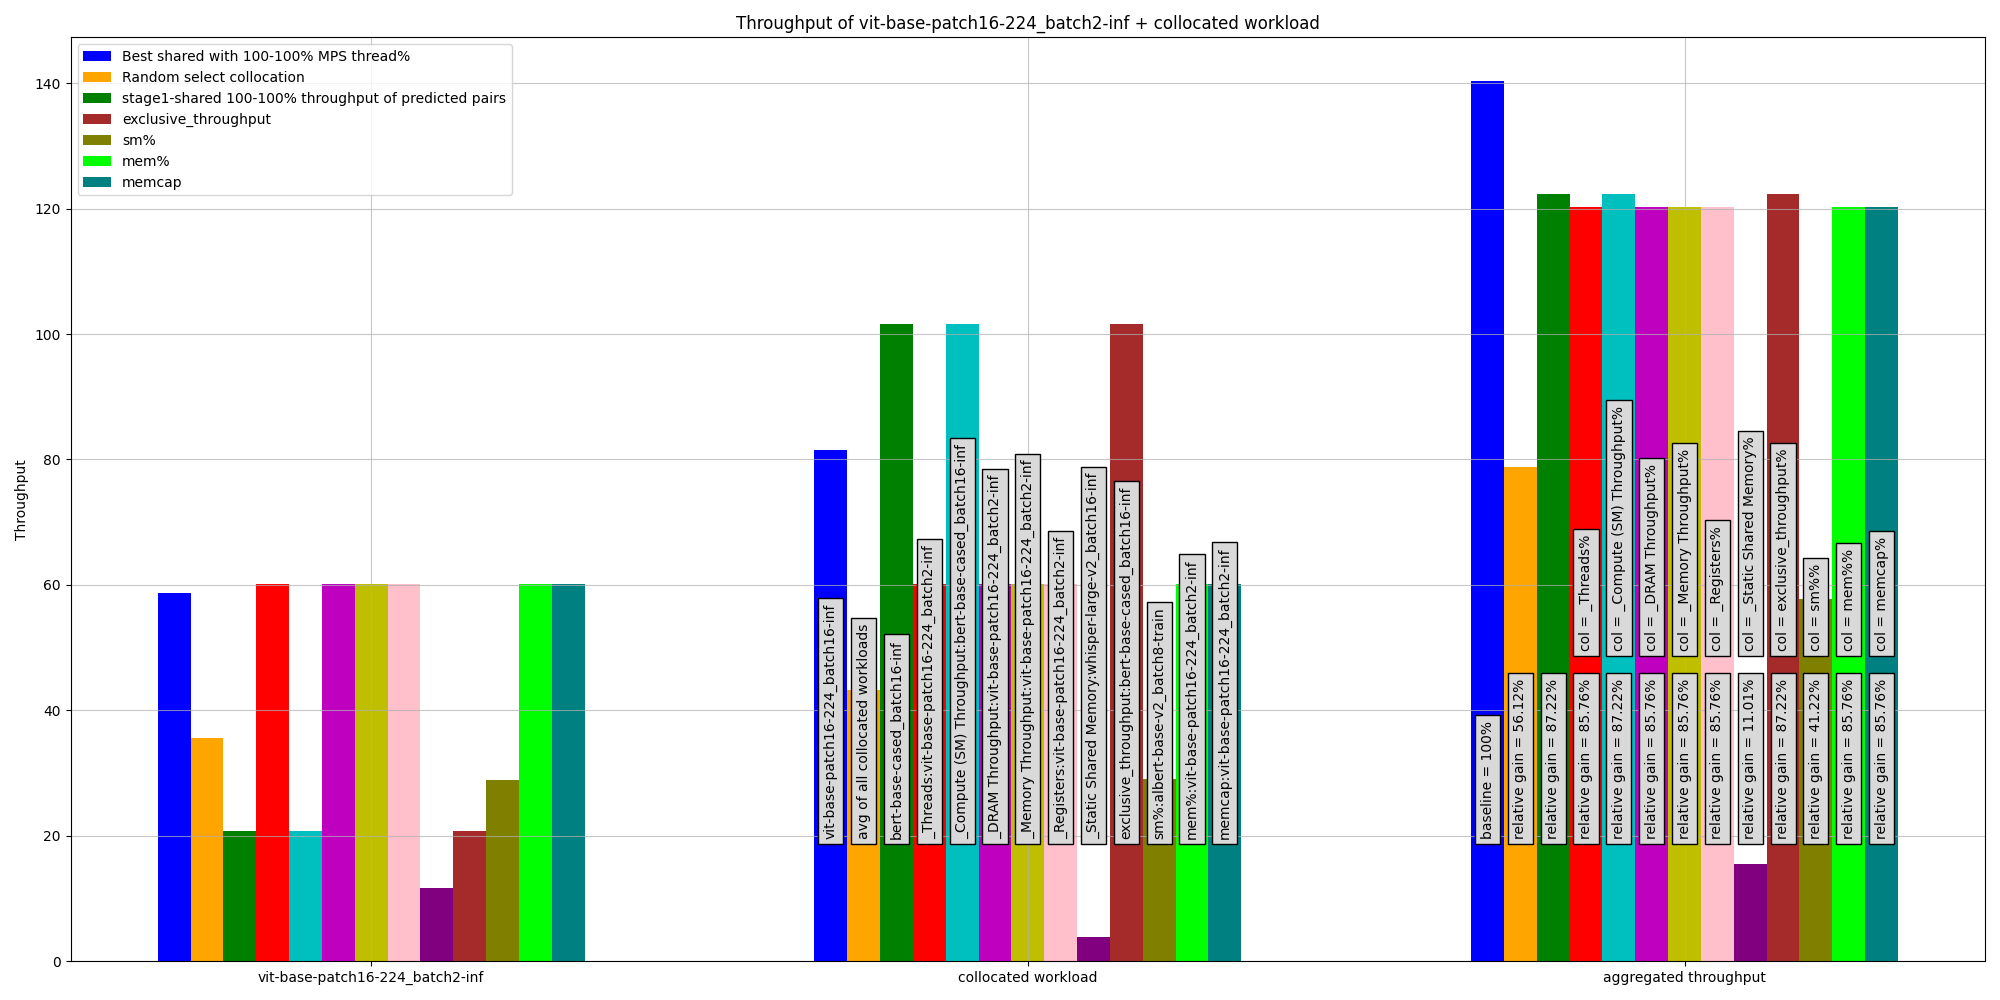 Throughput of vit-base-patch16-224_batch2-inf + collocated workload
Best shared with 100-100% MPS thread%
Random select collocation
stage1-shared 100-100% throughput of predicted pairs
exclusive_throughput
sm%
mem%
memcap
Throughput
140
120
100
80
60
40
20
0
vit-base-patch16-224_batch16-inf
avg of all collocated workloads
bert-base-cased_batch16-inf
_Threads:vit-base-patch16-224_batch2-inf
_Compute (SM) Throughput:bert-base-cased_batch16-inf
_DRAM Throughput:vit-base-patch16-224_batch2-inf
_Memory Throughput:vit-base-patch16-224_batch2-inf
_Registers:vit-base-patch16-224_batch2-inf
_Static Shared Memory:whisper-large-v2_batch16-inf
exclusive_throughput:bert-base-cased_batch16-inf
sm%:albert-base-v2_batch8-train
mem%:vit-base-patch16-224_batch2-inf
memcap:vit-base-patch16-224_batch2-inf
col = _Threads%
col = _Compute (SM) Throughput%
col = _DRAM Throughput%
col = _Memory Throughput%
col = _Registers%
col = _Static Shared Memory%
col = exclusive_throughput%
col = sm%%
col = mem%%
col = memcap%
baseline = 100%
relative gain = 56.12%
relative gain = 87.22%
relative gain = 85.76%
relative gain = 87.22%
relative gain = 85.76%
relative gain = 85.76%
relative gain = 85.76%
relative gain = 11.01%
relative gain = 87.22%
relative gain = 41.22%
relative gain = 85.76%
relative gain = 85.76%
vit-base-patch16-224_batch2-inf
collocated workload
aggregated throughput